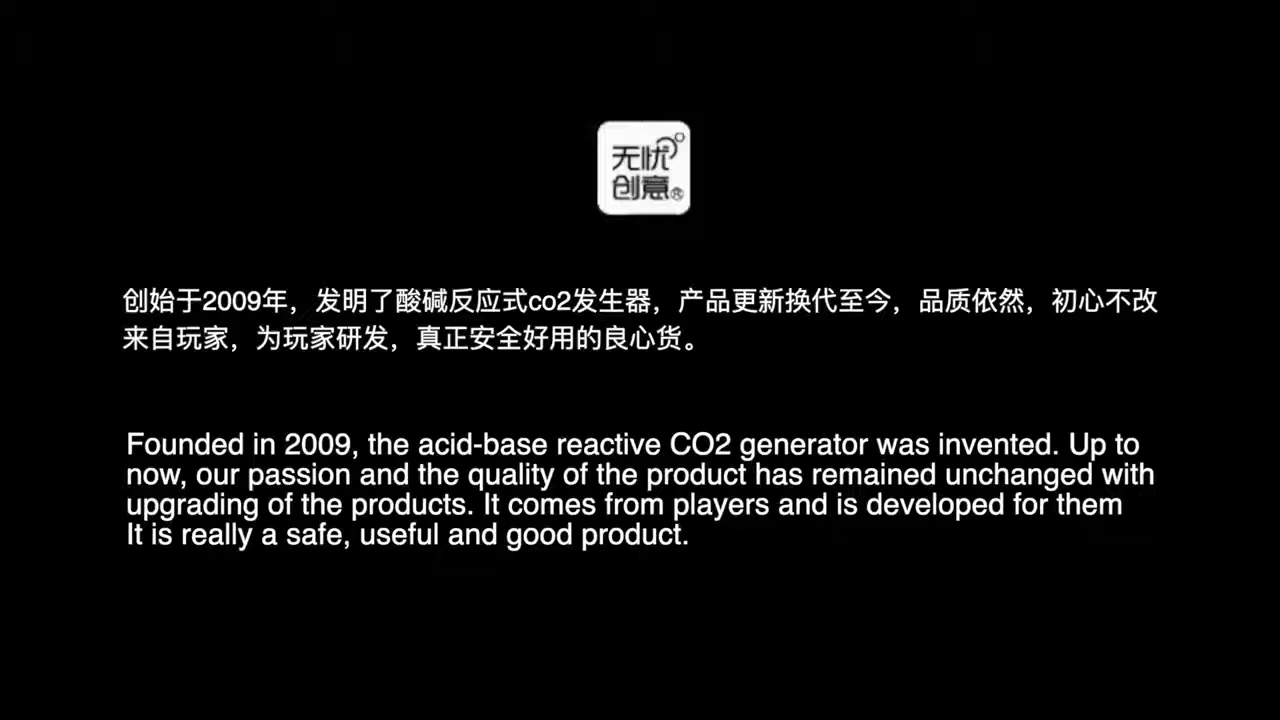 无忧
创意®
创始于2009年，发明了酸碱反应式co2发生器，产品更新换代至今，品质依然，初心不改
来自玩家，为玩家研发，真正安全好用的良心货。
Founded in 2009, the acid-base reactive CO2 generator was invented. Up to
now, our passion and the quality of the product has remained unchanged with
upgrading of the products. It comes from players and is developed for them
It is really a safe, useful and good product.